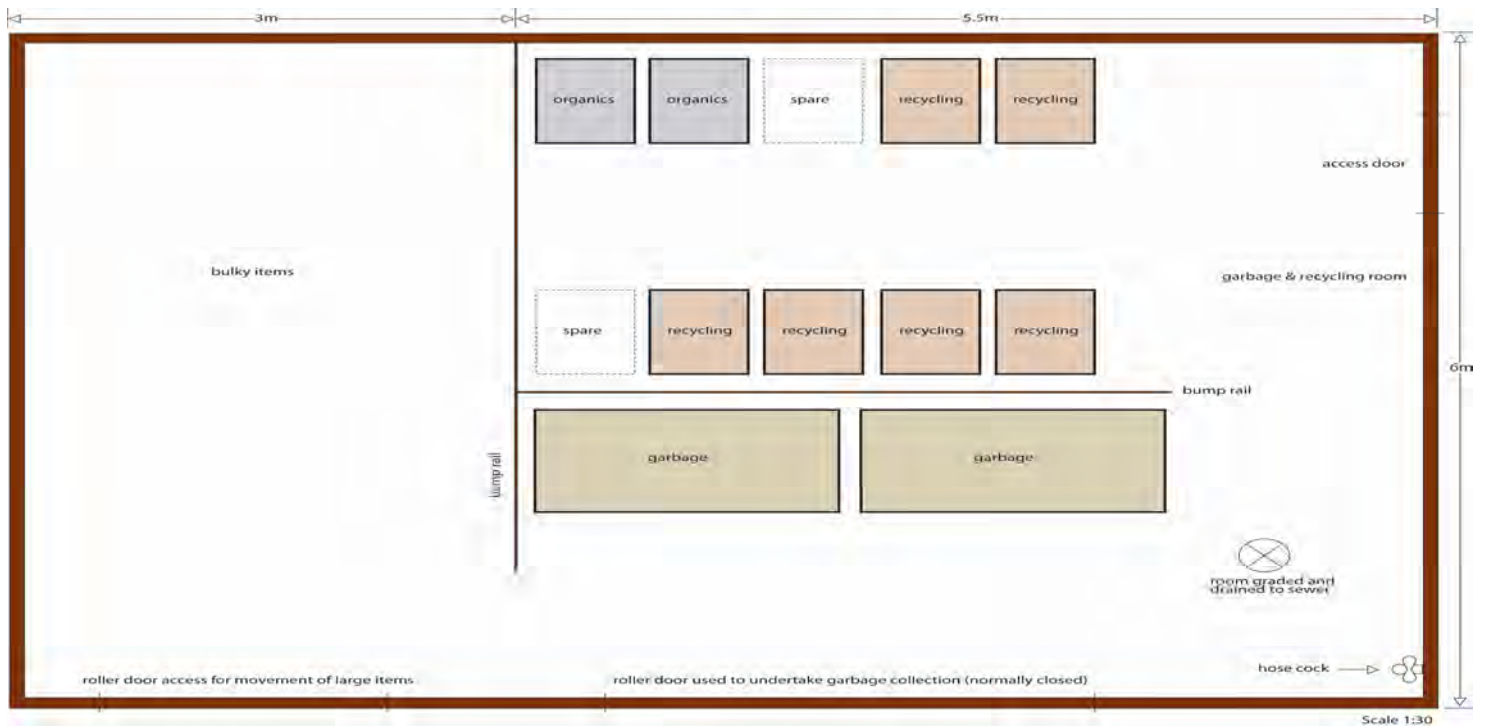 3m
5.5m
organics
organics
spare
recycling
recycling
access door
bulky items
garbage & recycling room
spare
recycling
recycling
recycling
recycling
6m
bump rail
garbage
garbage
bump rail
room graded and
drained to sewer
hose cock
roller door access for movement of large items
roller door used to undertake garbage collection (normally closed)
Scale 1:30